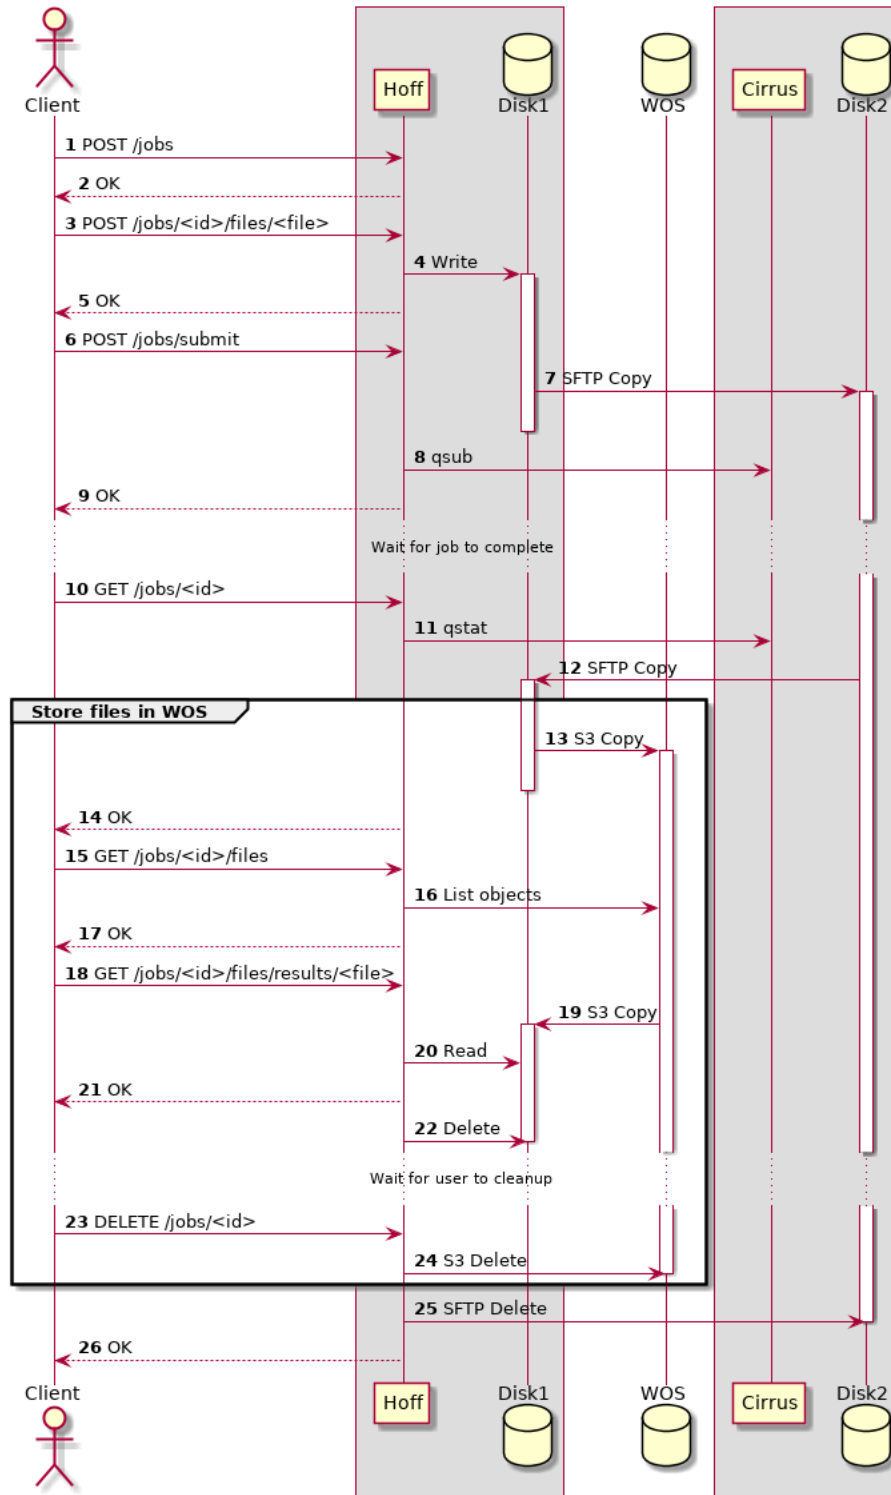 Client
Hoff
Disk1
WOS
Cirrus
Disk2
1 POST /jobs
2 OK
3 POST /jobs/<id>/files/<file>
4 Write
5 OK
6 POST /jobs/submit
7 SFTP Copy
8 qsub
9 OK
Wait for job to complete
10 GET /jobs/<id>
11 qstat
12 SFTP Copy
Store files in WOS
13 S3 Copy
14 OK
15 GET /jobs/<id>/files
16 List objects
17 OK
18 GET /jobs/<id>/files/results/<file>
19 S3 Copy
20 Read
21 OK
22 Delete
Wait for user to cleanup
23 DELETE /jobs/<id>
24 S3 Delete
25 SFTP Delete
26 OK
Client
Hoff
Disk1
WOS
Cirrus
Disk2